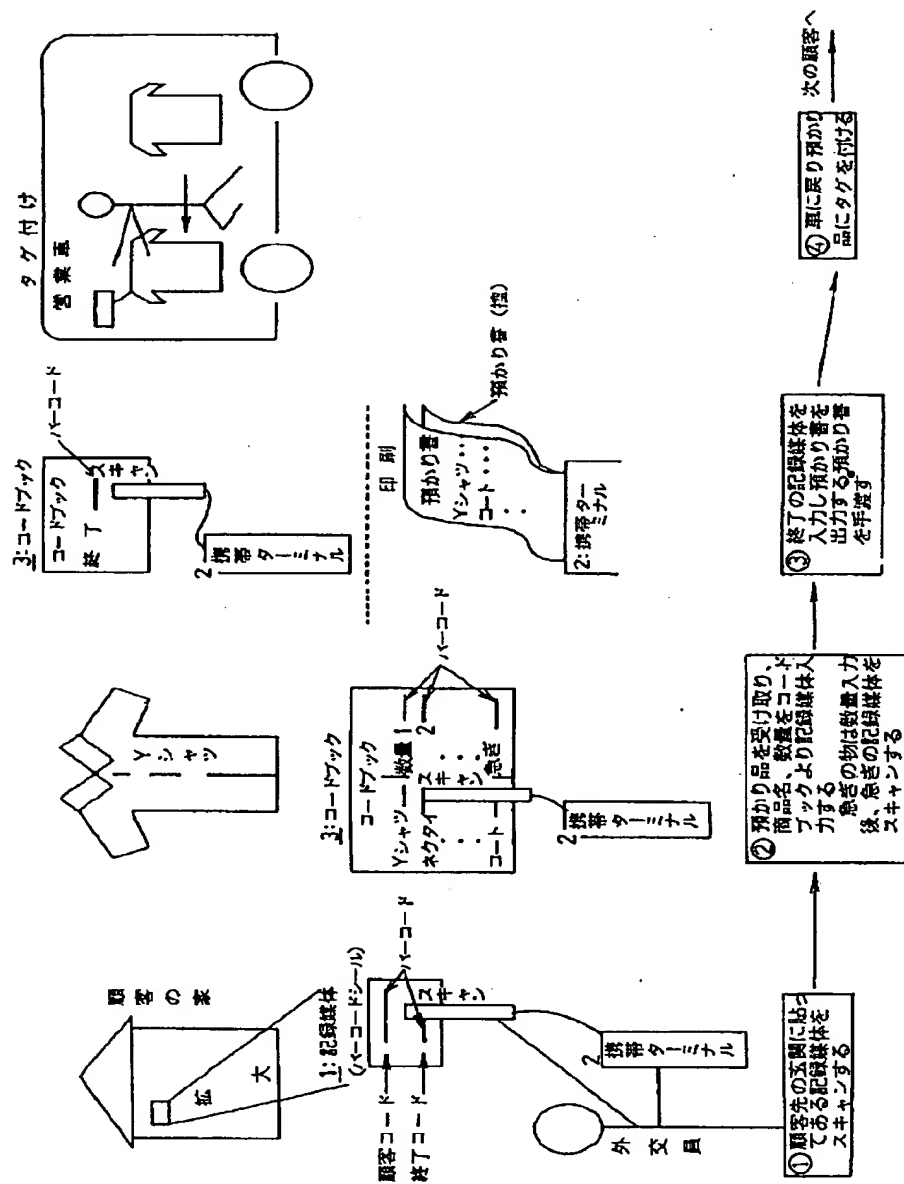 顧客の家
拡大
1:記録媒体
(バーコードシール)
バーコード
顧客コード
終了コード
スキャン
2
携帯ターミナル
外交員
①顧客先の玄関に貼っ
てある記録媒体を
スキャンする
Yシャツ
3:コードブック
コードブック
Yシャツ 数量 1
ネクタイ スキャン 2
・ ・
・ ・
コート 急ぎ
バーコード
2
携帯ターミナル
②預かり品を受け取り、
商品名、数量をコード
ブックより記録媒体入
力する
急ぎの物は数量入力
後、急ぎの記録媒体を
スキャンする
3:コードブック
コードブック
終了
スキャン
バーコード
2
携帯ターミナル
印刷
預かり書
Yシャツ・・
コート・・・
・ ・
預かり書(控)
2:携帯ター
ミナル
③終了の記録媒体を
入力し預かり書を
出力する。預かり書
を手渡す
タグ付け
営業車
④車に戻り預かり
品にタグを付ける
次の顧客へ